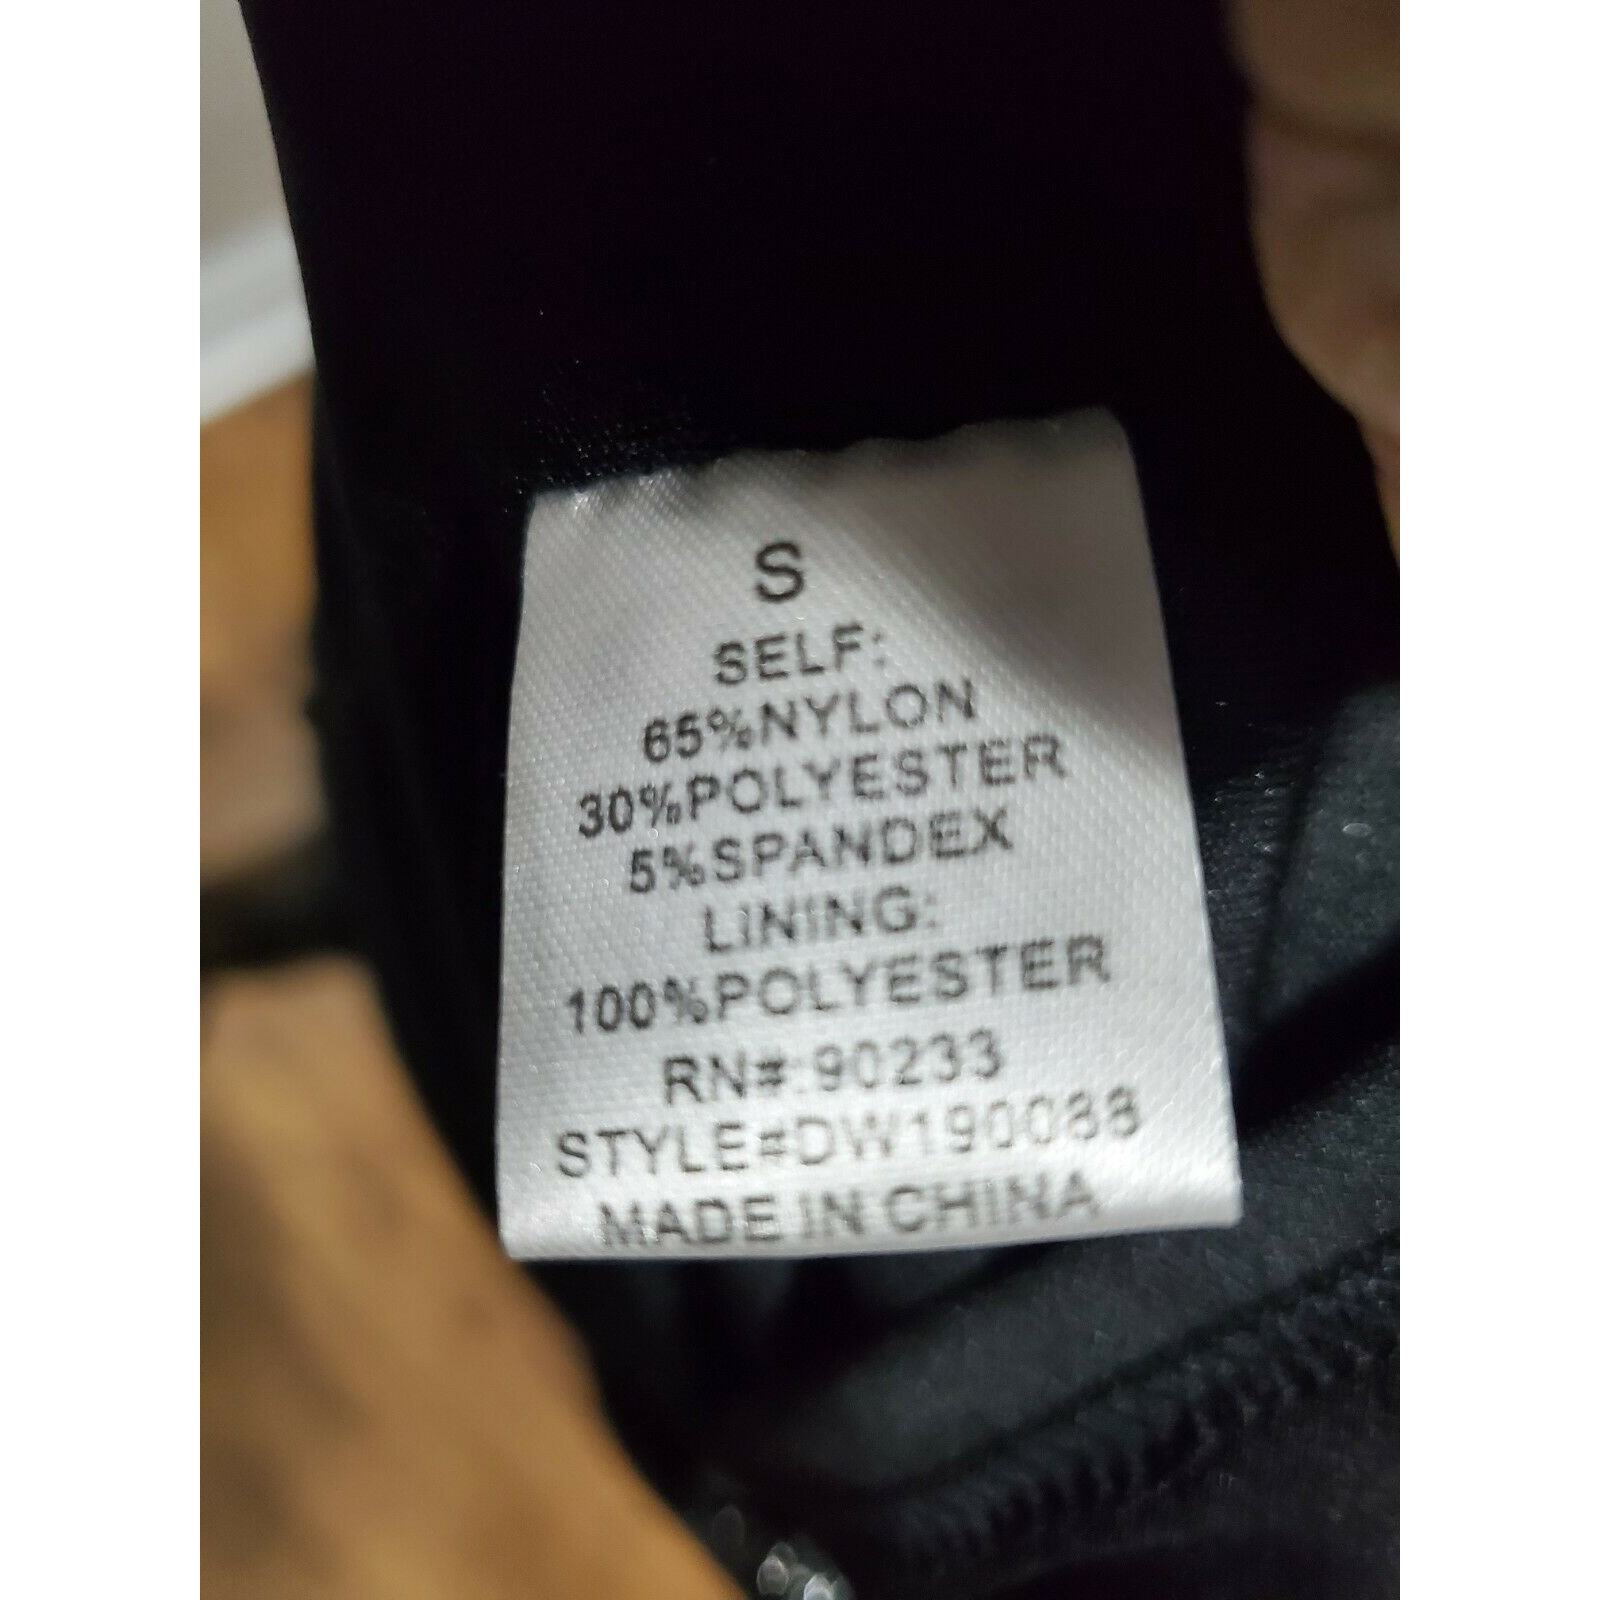 S
SELF:
65%NYLON
30%POLYESTER
5%SPANDEX
LINING:
100%POLYESTER
RN#:90233
STYLE#DW190088
MADE IN CHINA